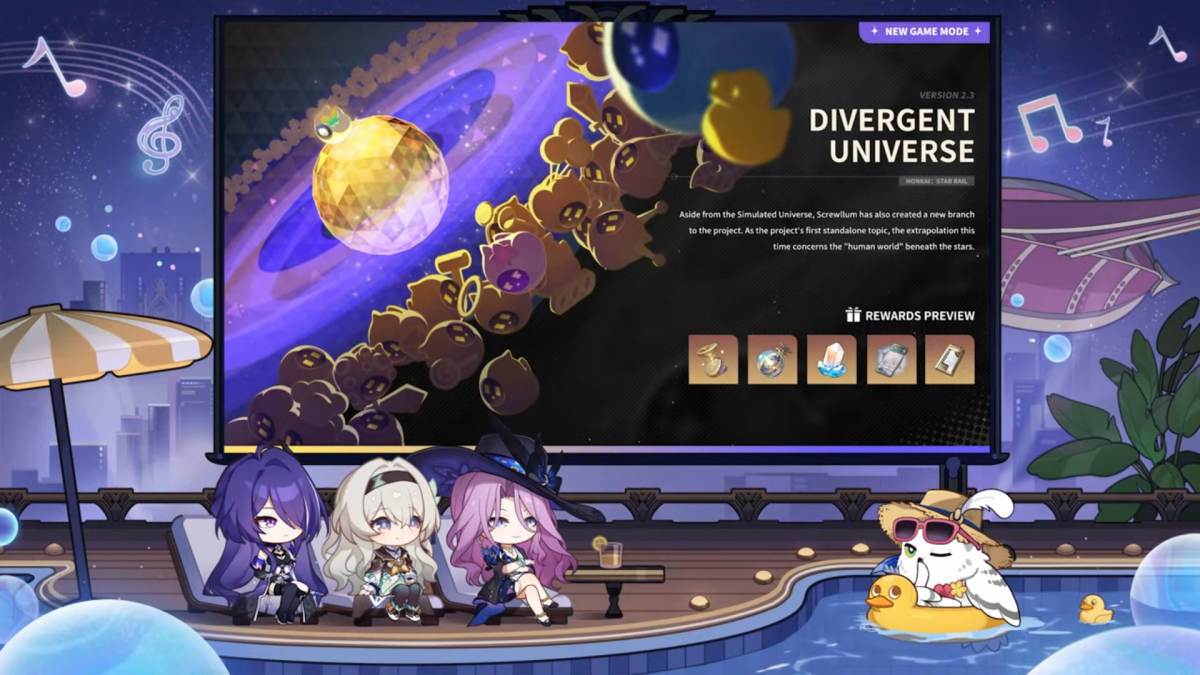 NEW GAME MODE
VERSION 2.3
DIVERGENT
UNIVERSE
HONKAI: STAR RAIL
Aside from the Simulated Universe, Screwllum has also created a new branch
to the project. As the project's first standalone topic, the extrapolation this
time concerns the "human world" beneath the stars.
REWARDS PREVIEW